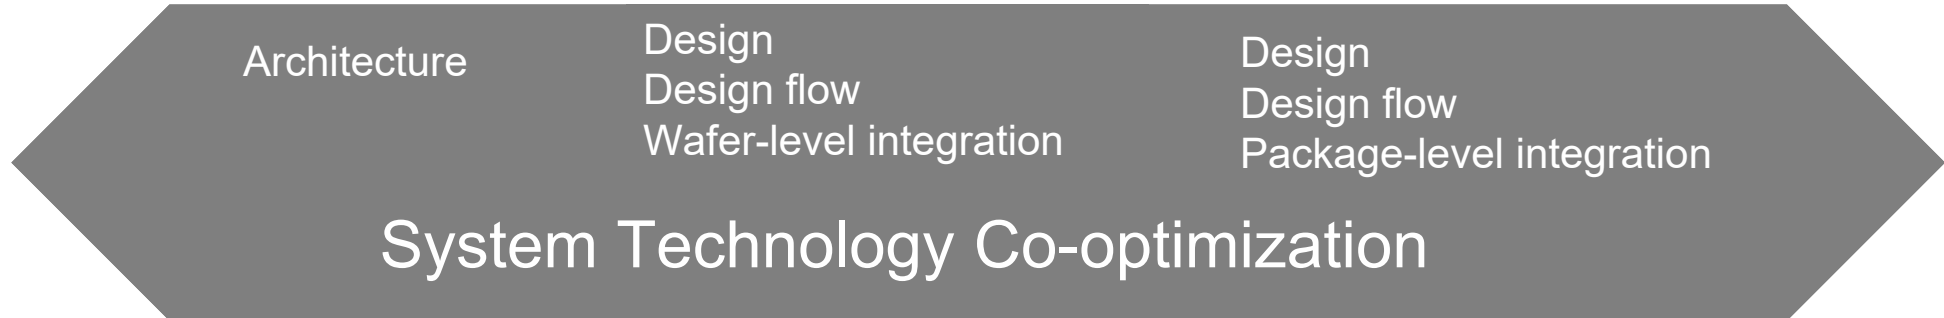 Architecture
Design
Design flow
Wafer-level integration
Design
Design flow
Package-level integration
System Technology Co-optimization